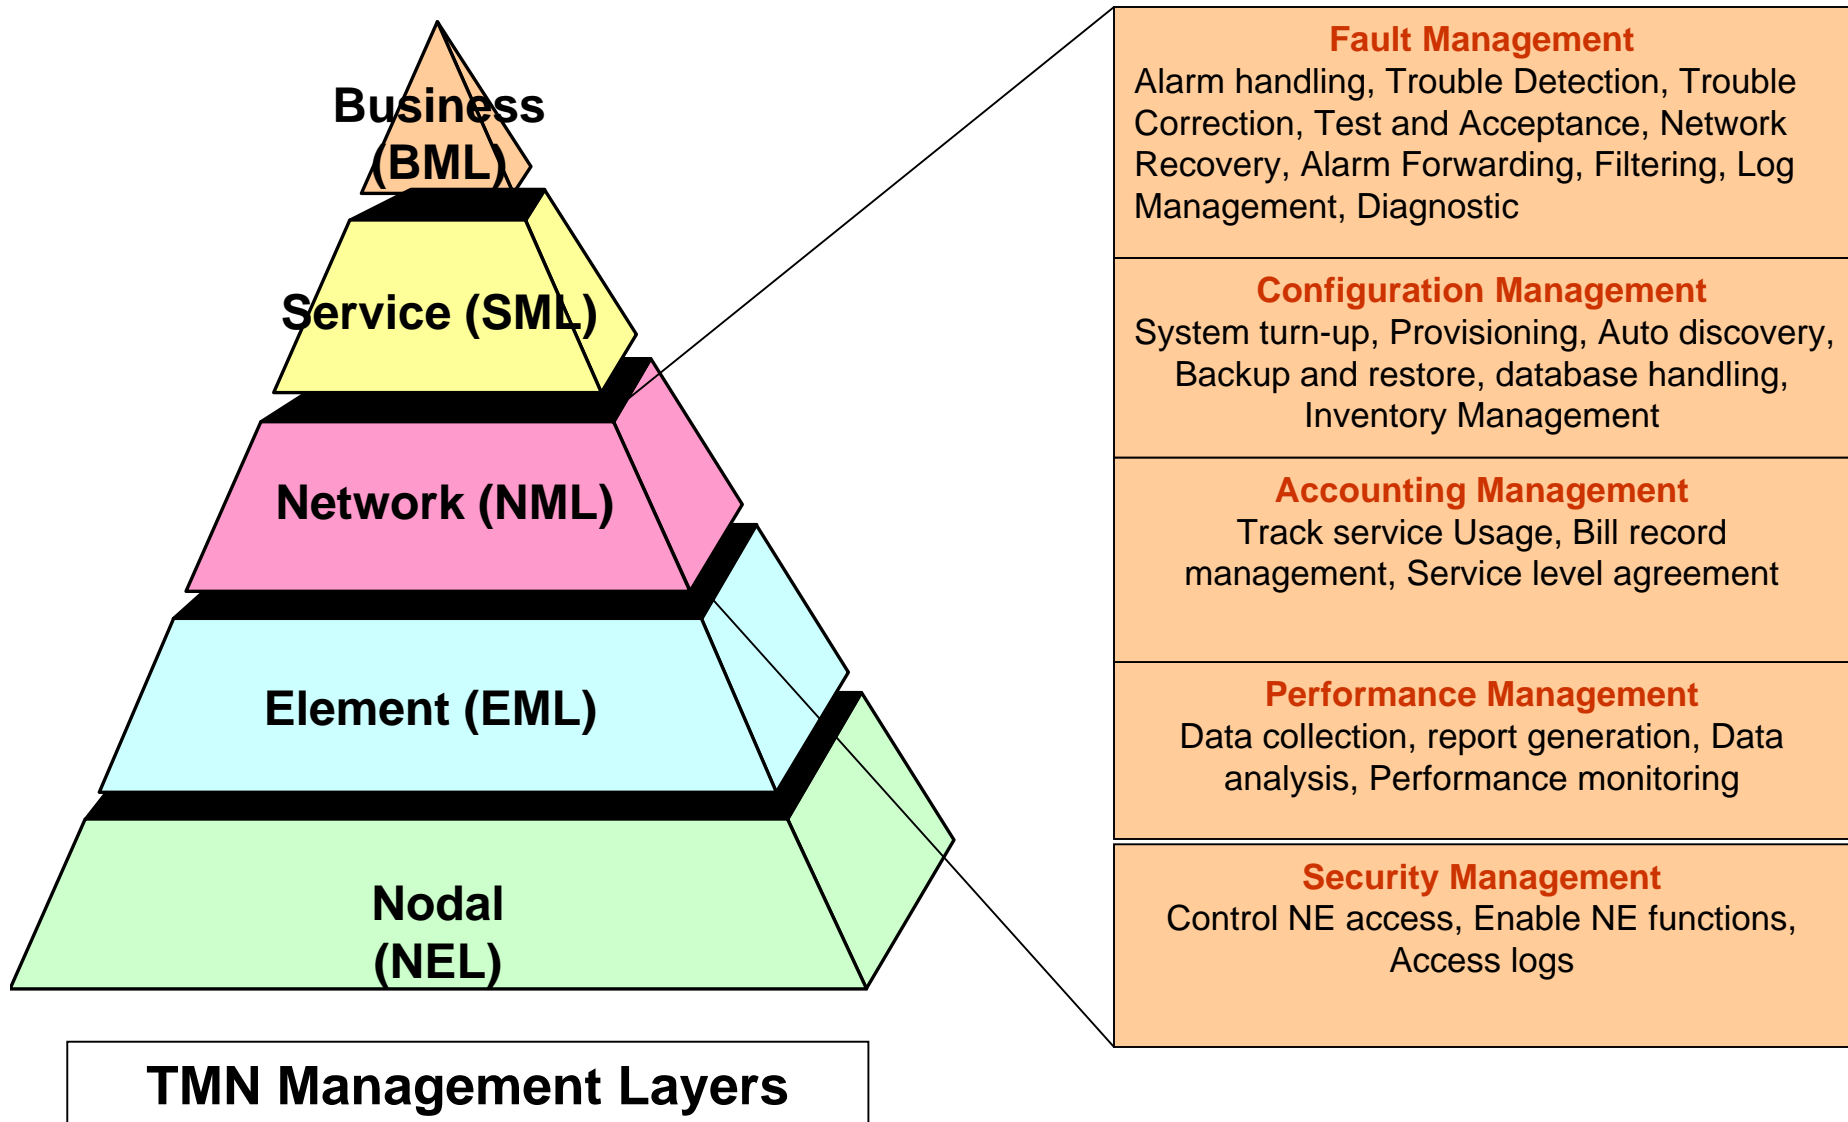 Business
(BML)
Service (SML)
Network (NML)
Element (EML)
Nodal
(NEL)
TMN Management Layers
Fault Management
Alarm handling, Trouble Detection, Trouble
Correction, Test and Acceptance, Network
Recovery, Alarm Forwarding, Filtering, Log
Management, Diagnostic
Configuration Management
System turn-up, Provisioning, Auto discovery,
Backup and restore, database handling,
Inventory Management
Accounting Management
Track service Usage, Bill record
management, Service level agreement
Performance Management
Data collection, report generation, Data
analysis, Performance monitoring
Security Management
Control NE access, Enable NE functions,
Access logs